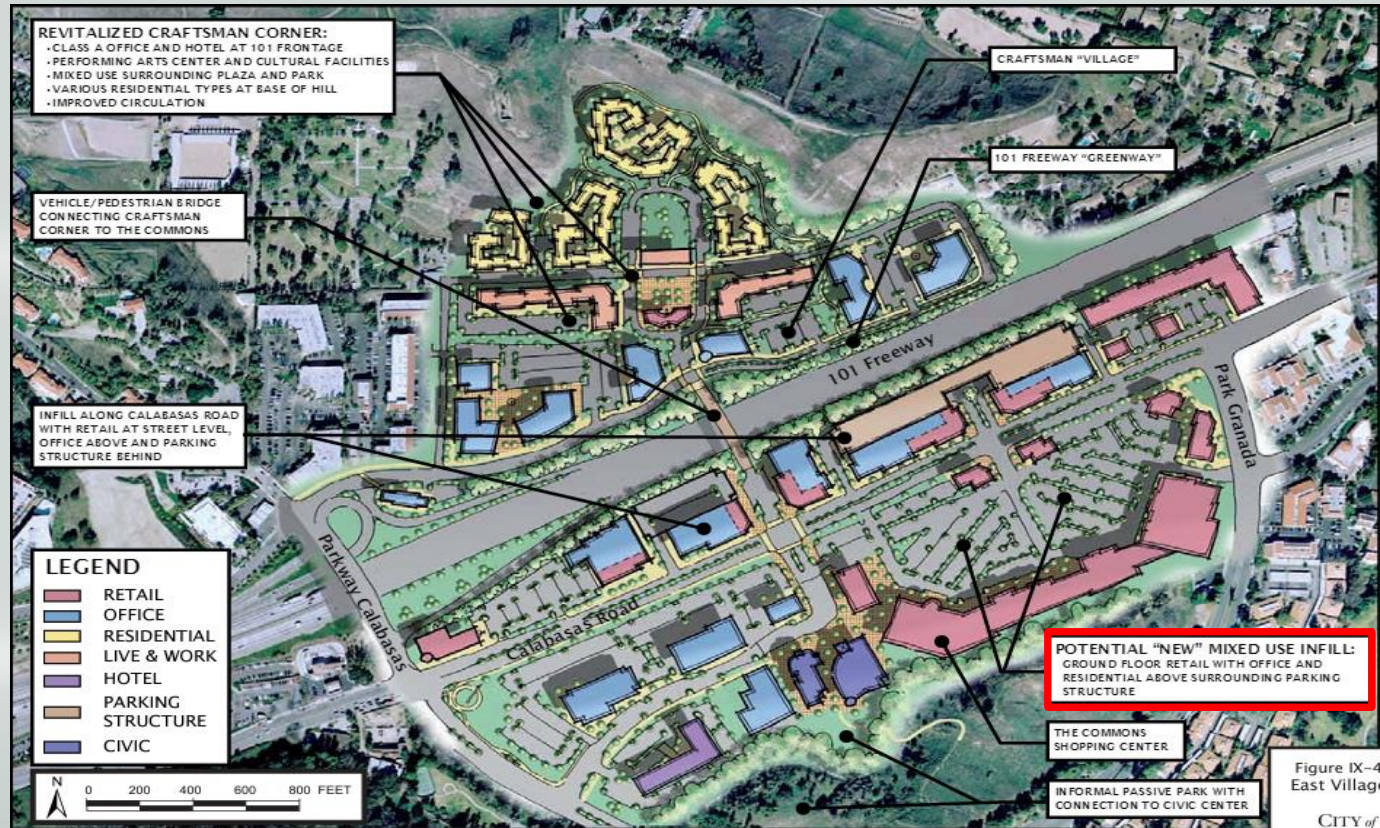 REVITALIZED CRAFTSMAN CORNER:
• CLASS A OFFICE AND HOTEL AT 101 FRONTAGE
• PERFORMING ARTS CENTER AND CULTURAL FACILITIES
• MIXED USE SURROUNDING PLAZA AND PARK
• VARIOUS RESIDENTIAL TYPES AT BASE OF HILL
• IMPROVED CIRCULATION
CRAFTSMAN "VILLAGE"
101 FREEWAY "GREENWAY"
VEHICLE/PEDESTRIAN BRIDGE
CONNECTING CRAFTSMAN
CORNER TO THE COMMONS
101 Freeway
Park Granada
INFILL ALONG CALABASAS ROAD
WITH RETAIL AT STREET LEVEL,
OFFICE ABOVE AND PARKING
STRUCTURE BEHIND
Parkway Calabasas
Calabasas Road
LEGEND
RETAIL
OFFICE
RESIDENTIAL
LIVE & WORK
HOTEL
PARKING
STRUCTURE
CIVIC
POTENTIAL "NEW" MIXED USE INFILL:
GROUND FLOOR RETAIL WITH OFFICE AND
RESIDENTIAL ABOVE SURROUNDING PARKING
STRUCTURE
THE COMMONS
SHOPPING CENTER
INFORMAL PASSIVE PARK WITH
CONNECTION TO CIVIC CENTER
N
0 200 400 600 800 FEET
Figure IX-4
East Village
CITY of